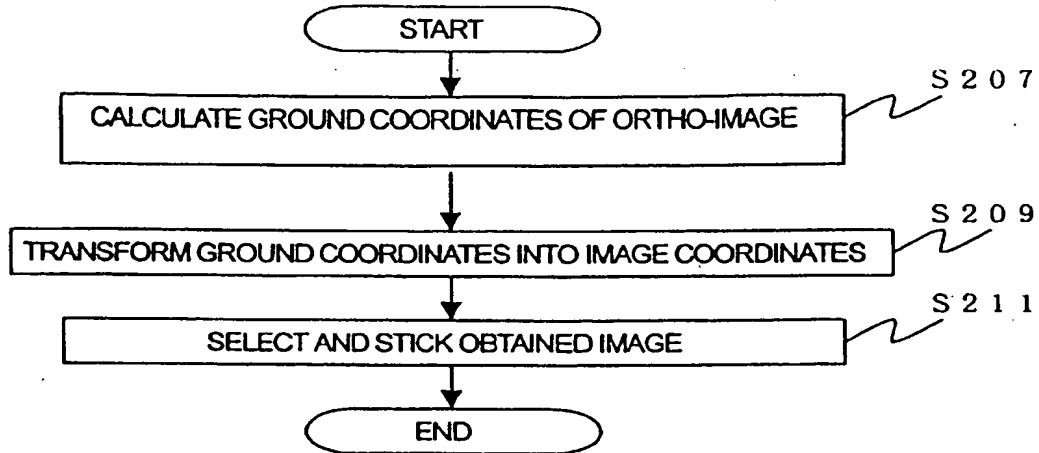 START
S207
CALCULATE GROUND COORDINATES OF ORTHO-IMAGE
S209
TRANSFORM GROUND COORDINATES INTO IMAGE COORDINATES
S211
SELECT AND STICK OBTAINED IMAGE
END